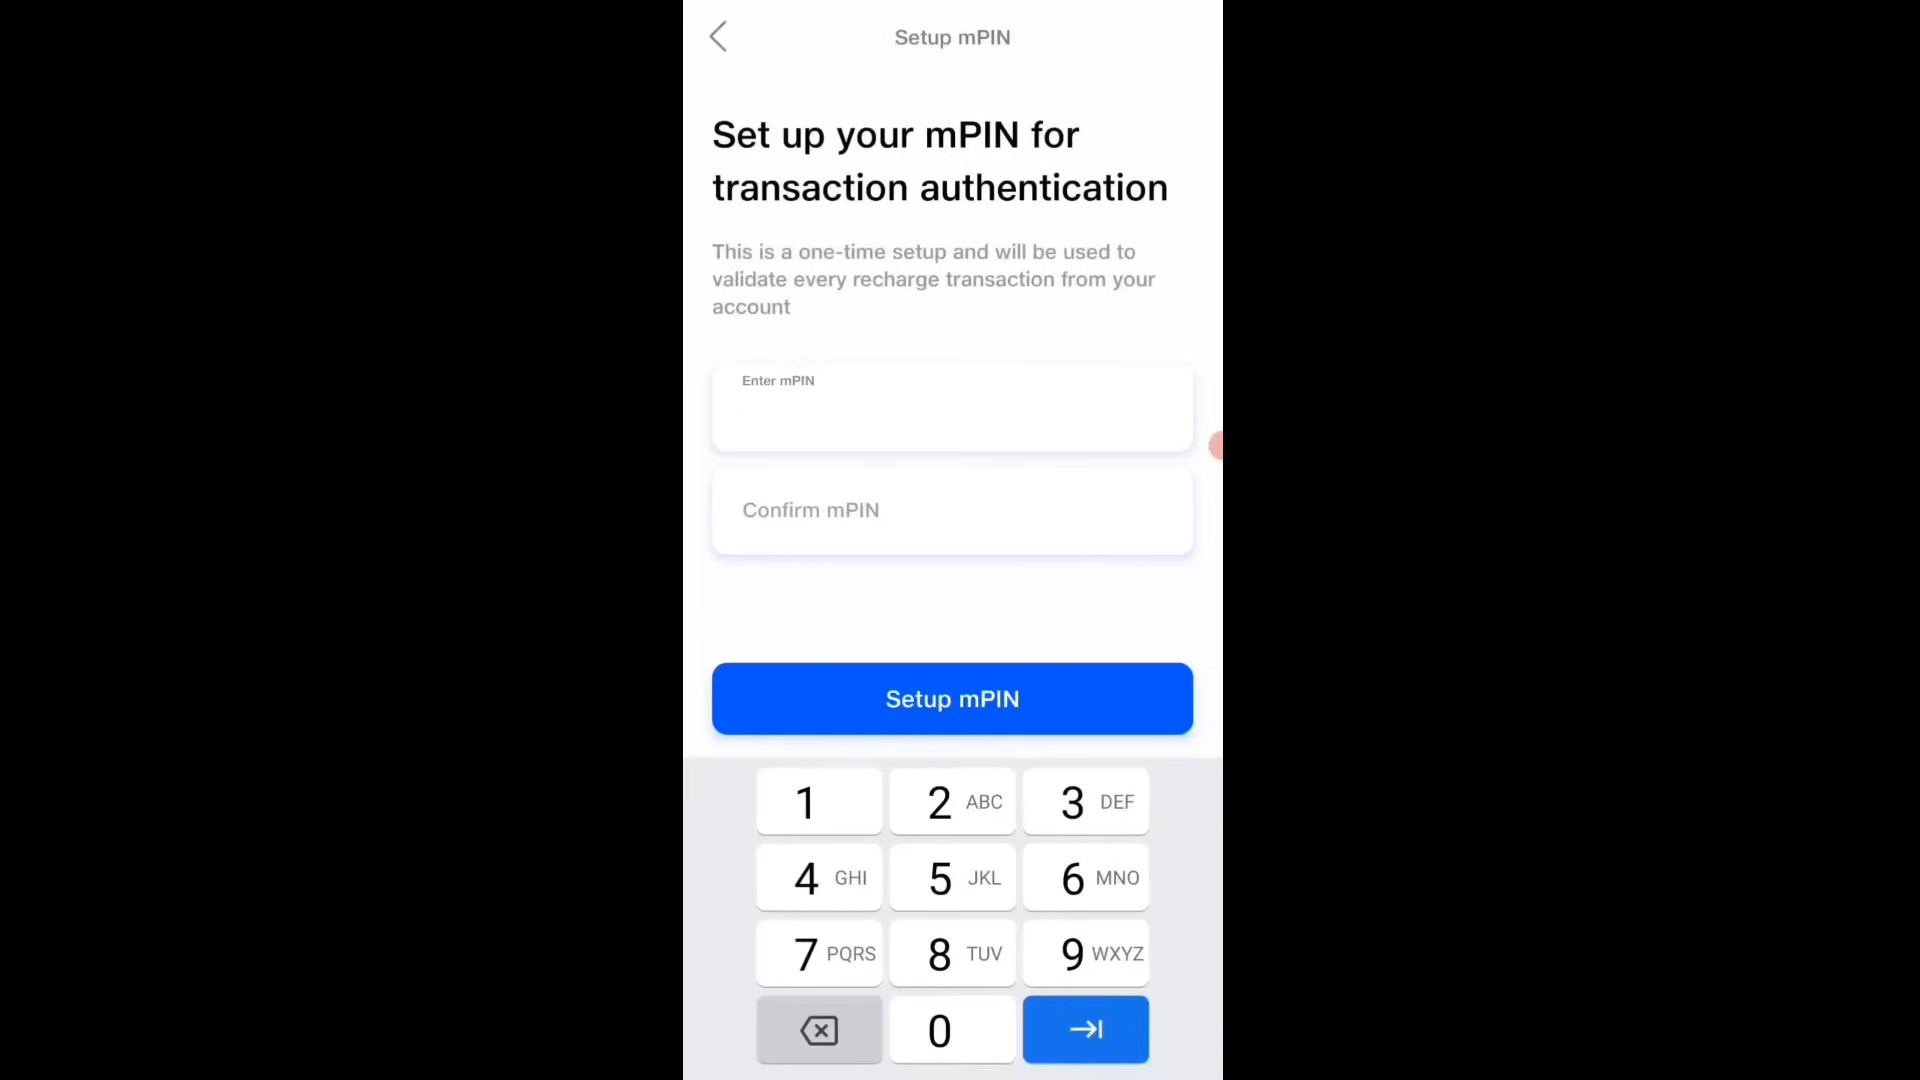 Setup mPIN
Set up your mPIN for
transaction authentication
This is a one-time setup and will be used to
validate every recharge transaction from your
account
Enter mPIN
Confirm mPIN
Setup mPIN
1 2 ABC 3 DEF
4 GHI 5 JKL 6 MNO
7 PQRS 8 TUV 9 WXYZ
0